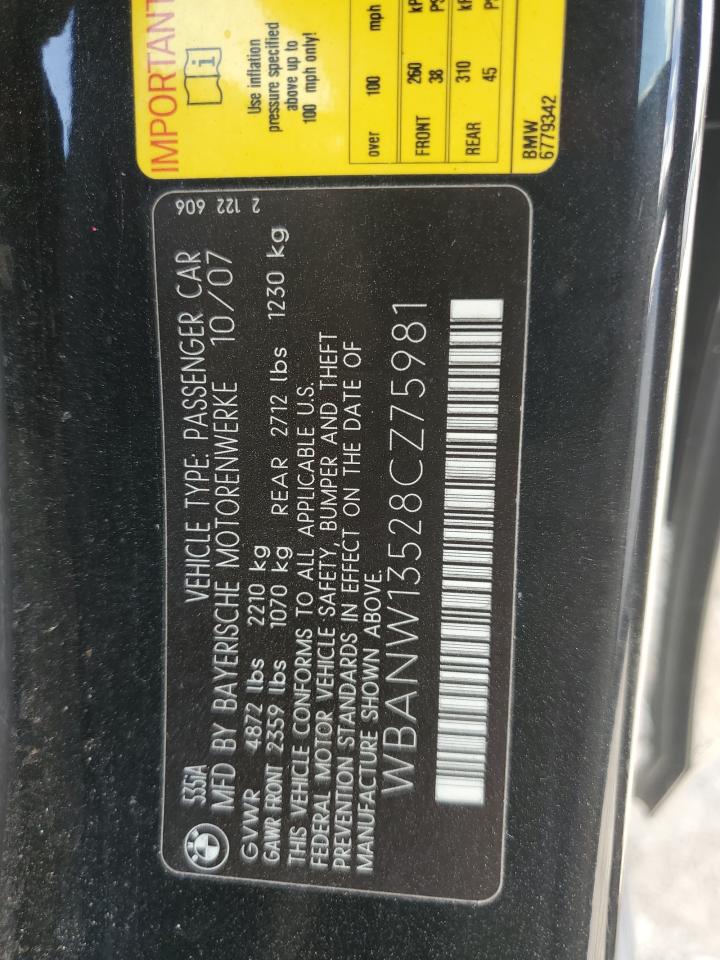 535iA VEHICLE TYPE: PASSENGER CAR
MFD BY BAYERISCHE MOTORENWERKE 10/07
GVWR 4872 lbs 2210 kg
GAWR FRONT 2359 lbs 1070 kg REAR 2712 lbs 1230 kg
THIS VEHICLE CONFORMS TO ALL APPLICABLE U.S.
FEDERAL MOTOR VEHICLE SAFETY, BUMPER AND THEFT
PREVENTION STANDARDS IN EFFECT ON THE DATE OF
MANUFACTURE SHOWN ABOVE.
WBANW13528CZ75981
2 122 606
IMPORTANT
Use inflation
pressure specified
above up to
100 mph only!
over 100 mph
FRONT 260
38
REAR 310
45
BMW
6779342